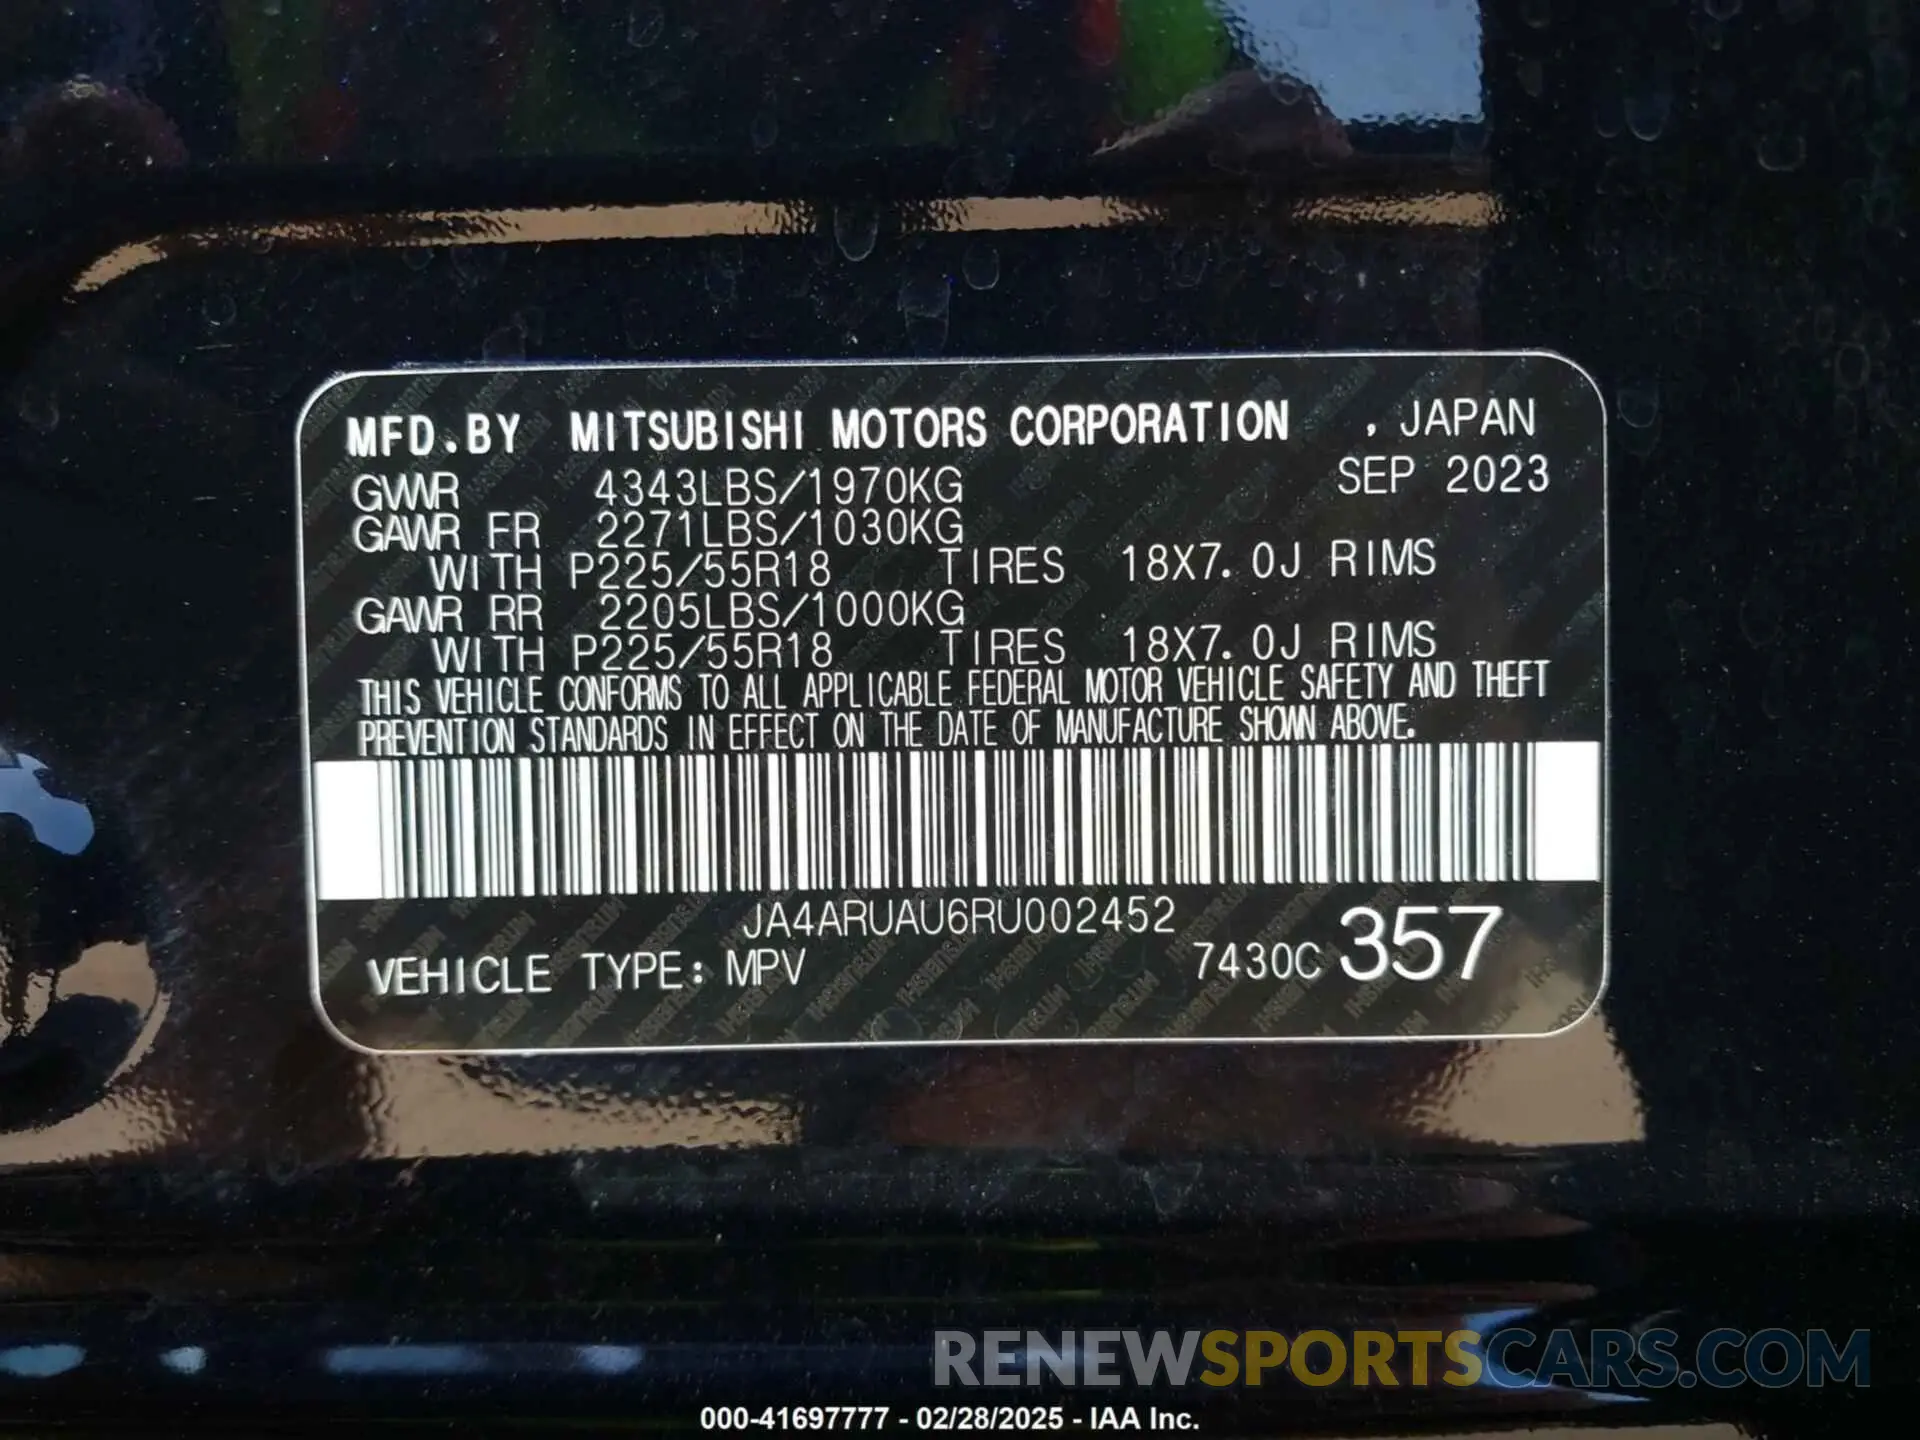 MFD.BY MITSUBISHI MOTORS CORPORATION , JAPAN
GVWR 4343LBS/1970KG SEP 2023
GAWR FR 2271LBS/1030KG
WITH P225/55R18 TIRES 18X7.0J RIMS
GAWR RR 2205LBS/1000KG
WITH P225/55R18 TIRES 18X7.0J RIMS
THIS VEHICLE CONFORMS TO ALL APPLICABLE FEDERAL MOTOR VEHICLE SAFETY AND THEFT
PREVENTION STANDARDS IN EFFECT ON THE DATE OF MANUFACTURE SHOWN ABOVE.
JA4ARUAU6RU002452
VEHICLE TYPE: MPV 7430C 357
RENEWSPORTSCARS.COM
000-41697777 - 02/28/2025 - IAA Inc.